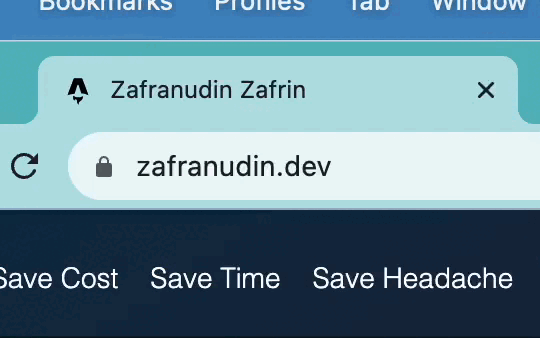 Bookmarks Profiles Tab Window
Zafranudin Zafrin
zafranudin.dev
Save Cost Save Time Save Headache